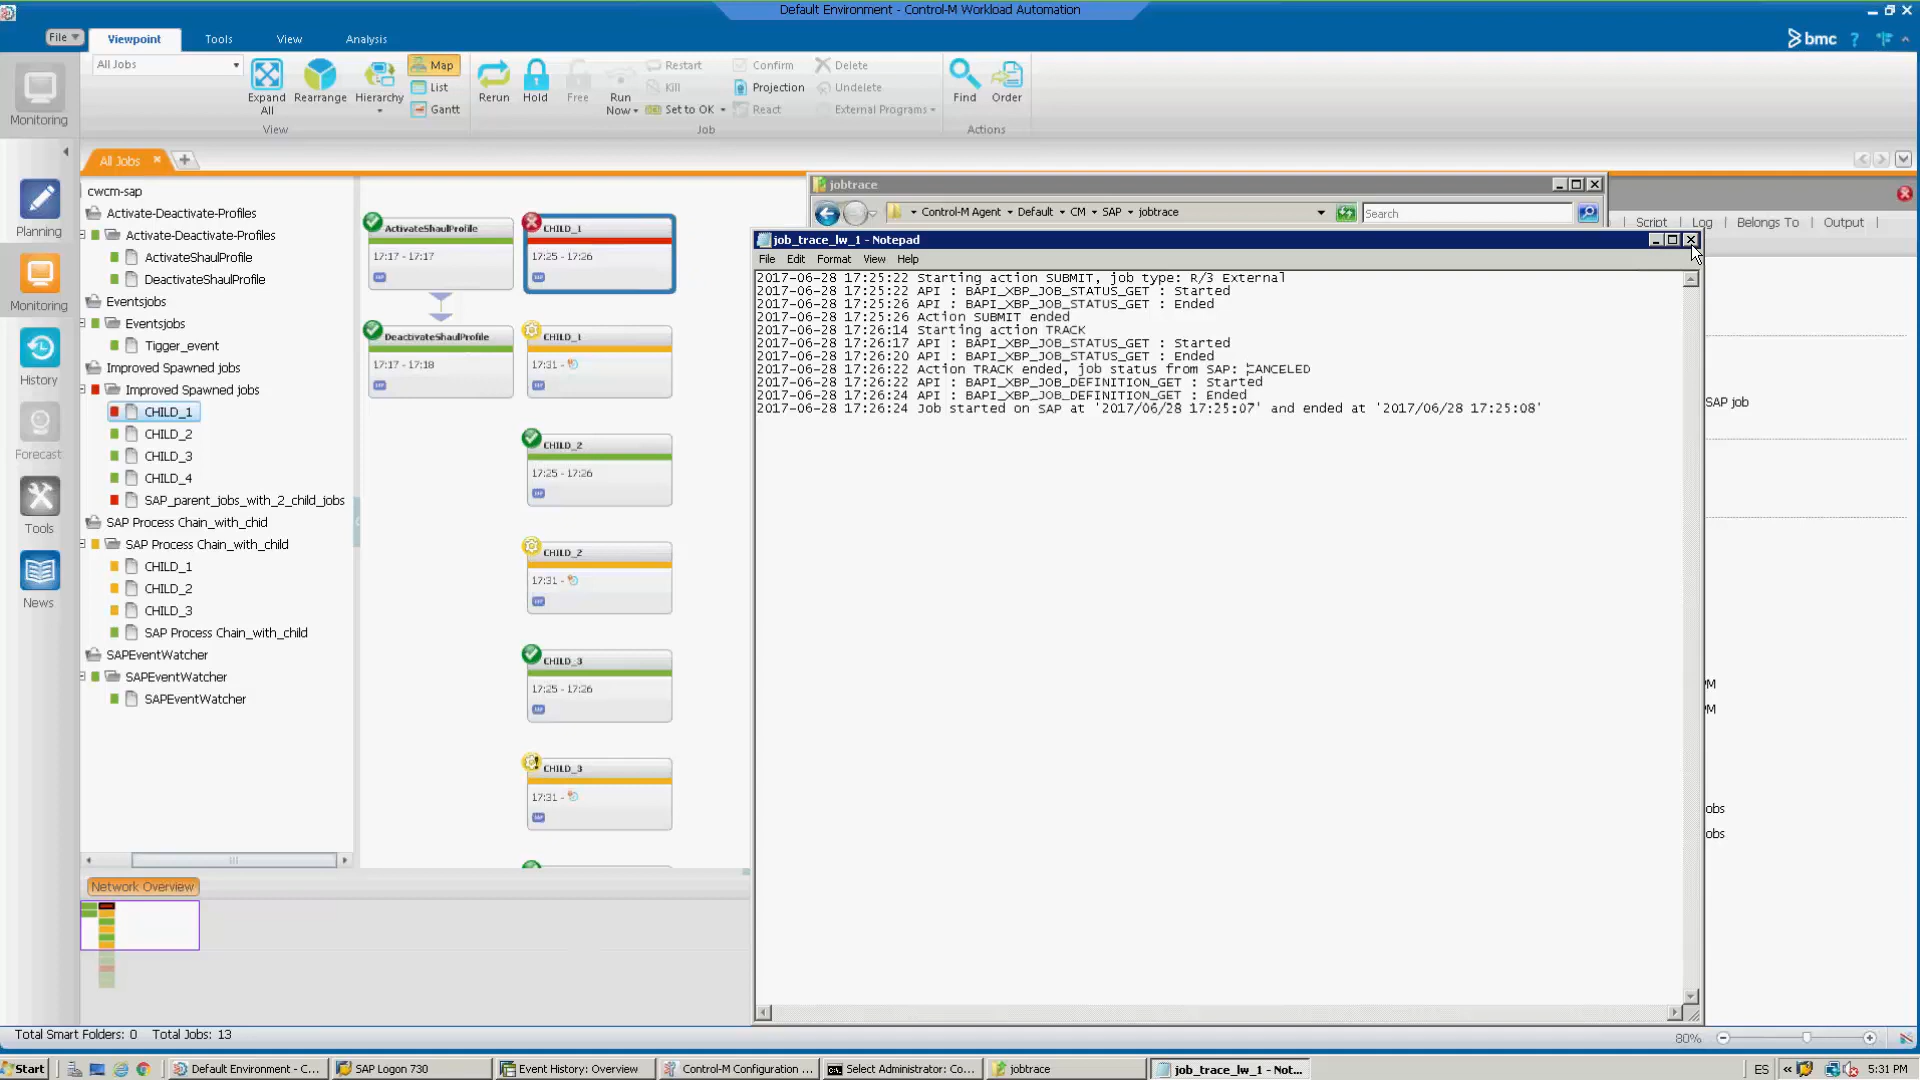 Default Environment - Control-M Workload Automation
File
Viewpoint
Tools
View
Analysis
bmc
?
All Jobs
Monitoring
Expand All
Rearrange
Hierarchy
Map
List
Gantt
View
Rerun
Hold
Free
Run Now
Restart
Kill
Set to OK
Confirm
Projection
React
Delete
Undelete
External Programs
Job
Find
Order
Actions
All Jobs
Planning
Monitoring
History
Forecast
Tools
News
cwcm-sap
Activate-Deactivate-Profiles
Activate-Deactivate-Profiles
ActivateShaulProfile
DeactivateShaulProfile
Eventsjobs
Eventsjobs
Tigger_event
Improved Spawned jobs
Improved Spawned jobs
CHILD_1
CHILD_2
CHILD_3
CHILD_4
SAP_parent_jobs_with_2_child_jobs
SAP Process Chain_with_chid
SAP Process Chain_with_child
CHILD_1
CHILD_2
CHILD_3
SAP Process Chain_with_child
SAPEventWatcher
SAPEventWatcher
SAPEventWatcher
ActivateShaulProfile
17:17 - 17:17
DeactivateShaulProfile
17:17 - 17:18
CHILD_1
17:25 - 17:26
CHILD_1
17:31 -
CHILD_2
17:25 - 17:26
CHILD_2
17:31 -
CHILD_3
17:25 - 17:26
CHILD_3
17:31 -
jobtrace
Control-M Agent
Default
CM
SAP
jobtrace
Search
Script
Log
Belongs To
Output
job_trace_lw_1 - Notepad
File Edit Format View Help
2017-06-28 17:25:22 Starting action SUBMIT, job type: R/3 External
2017-06-28 17:25:22 API : BAPI_XBP_JOB_STATUS_GET : Started
2017-06-28 17:25:26 API : BAPI_XBP_JOB_STATUS_GET : Ended
2017-06-28 17:25:26 Action SUBMIT ended
2017-06-28 17:26:14 Starting action TRACK
2017-06-28 17:26:17 API : BAPI_XBP_JOB_STATUS_GET : Started
2017-06-28 17:26:20 API : BAPI_XBP_JOB_STATUS_GET : Ended
2017-06-28 17:26:22 Action TRACK ended, job status from SAP: CANCELED
2017-06-28 17:26:22 API : BAPI_XBP_JOB_DEFINITION_GET : Started
2017-06-28 17:26:24 API : BAPI_XBP_JOB_DEFINITION_GET : Ended
2017-06-28 17:26:24 Job started on SAP at '2017/06/28 17:25:07' and ended at '2017/06/28 17:25:08'
SAP job
Network Overview
Total Smart Folders: 0 Total Jobs: 13
80%
Start
Default Environment - C...
SAP Logon 730
Event History: Overview
Control-M Configuration ...
Select Administrator: Co...
jobtrace
job_trace_lw_1 - Not...
ES
5:31 PM